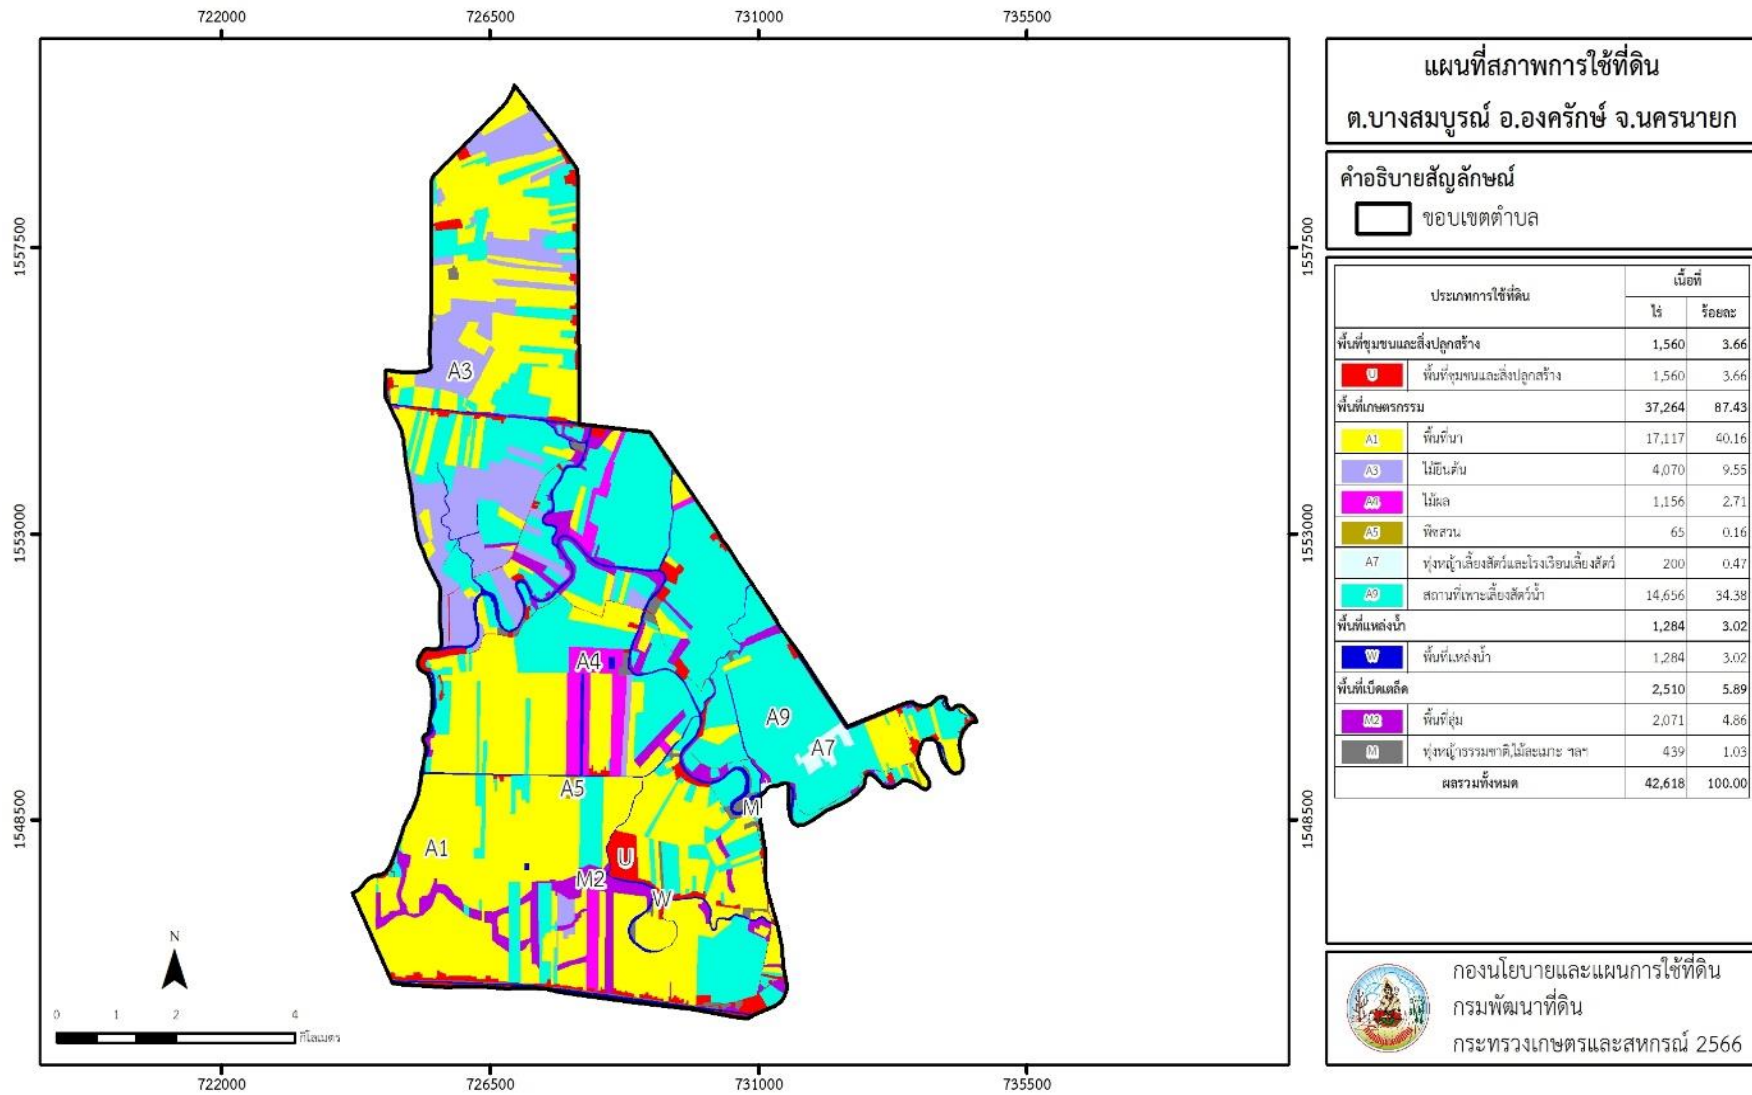 722000 726500 731000 735500
1557500 1557500
1553000 1553000
1548500 1548500
A3
A4
A9
A7
A5
M
A1
U
M2
W
N
0 1 2 4
กิโลเมตร
722000 726500 731000 735500
แผนที่สภาพการใช้ที่ดิน
ต.บางสมบูรณ์ อ.องครักษ์ จ.นครนายก
คำอธิบายสัญลักษณ์
ขอบเขตตำบล
ประเภทการใช้ที่ดิน เนื้อที่
ไร่ ร้อยละ
พื้นที่ชุมชนและสิ่งปลูกสร้าง 1,560 3.66
U พื้นที่ชุมชนและสิ่งปลูกสร้าง 1,560 3.66
พื้นที่เกษตรกรรม 37,264 87.43
A1 พื้นที่นา 17,117 40.16
A3 ไม้ยืนต้น 4,070 9.55
A4 ไม้ผล 1,156 2.71
A5 พืชสวน 65 0.16
A7 ทุ่งหญ้าเลี้ยงสัตว์และโรงเรือนเลี้ยงสัตว์ 200 0.47
A9 สถานที่เพาะเลี้ยงสัตว์น้ำ 14,656 34.38
พื้นที่แหล่งน้ำ 1,284 3.02
W พื้นที่แหล่งน้ำ 1,284 3.02
พื้นที่เบ็ดเตล็ด 2,510 5.89
M2 พื้นที่ลุ่ม 2,071 4.86
M ทุ่งหญ้าธรรมชาติ,ไม้ละเมาะ ฯลฯ 439 1.03
ผลรวมทั้งหมด 42,618 100.00
กองนโยบายและแผนการใช้ที่ดิน
กรมพัฒนาที่ดิน
กระทรวงเกษตรและสหกรณ์ 2566